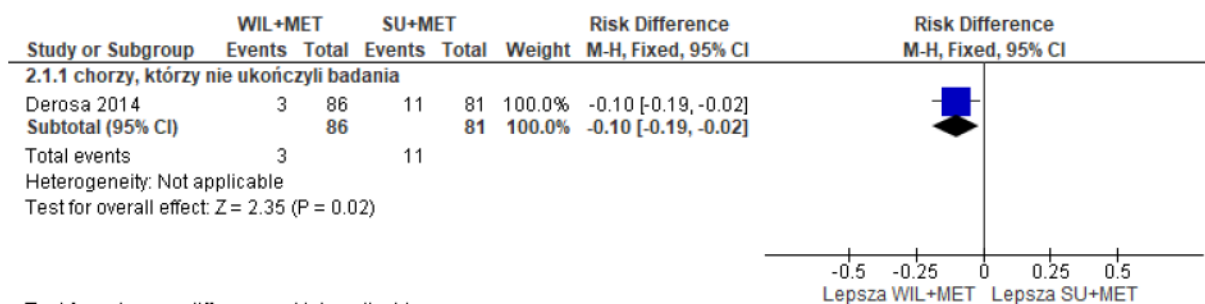 WIL+MET SU+MET Risk Difference Risk Difference
Study or Subgroup Events Total Events Total Weight M-H, Fixed, 95% CI M-H, Fixed, 95% CI
2.1.1 chorzy, którzy nie ukończyli badania
Derosa 2014 3 86 11 81 100.0% -0.10 [-0.19, -0.02]
Subtotal (95% CI) 86 81 100.0% -0.10 [-0.19, -0.02]
Total events 3 11
Heterogeneity: Not applicable
Test for overall effect: Z = 2.35 (P = 0.02)
-0.5 -0.25 0 0.25 0.5
Lepsza WIL+MET Lepsza SU+MET